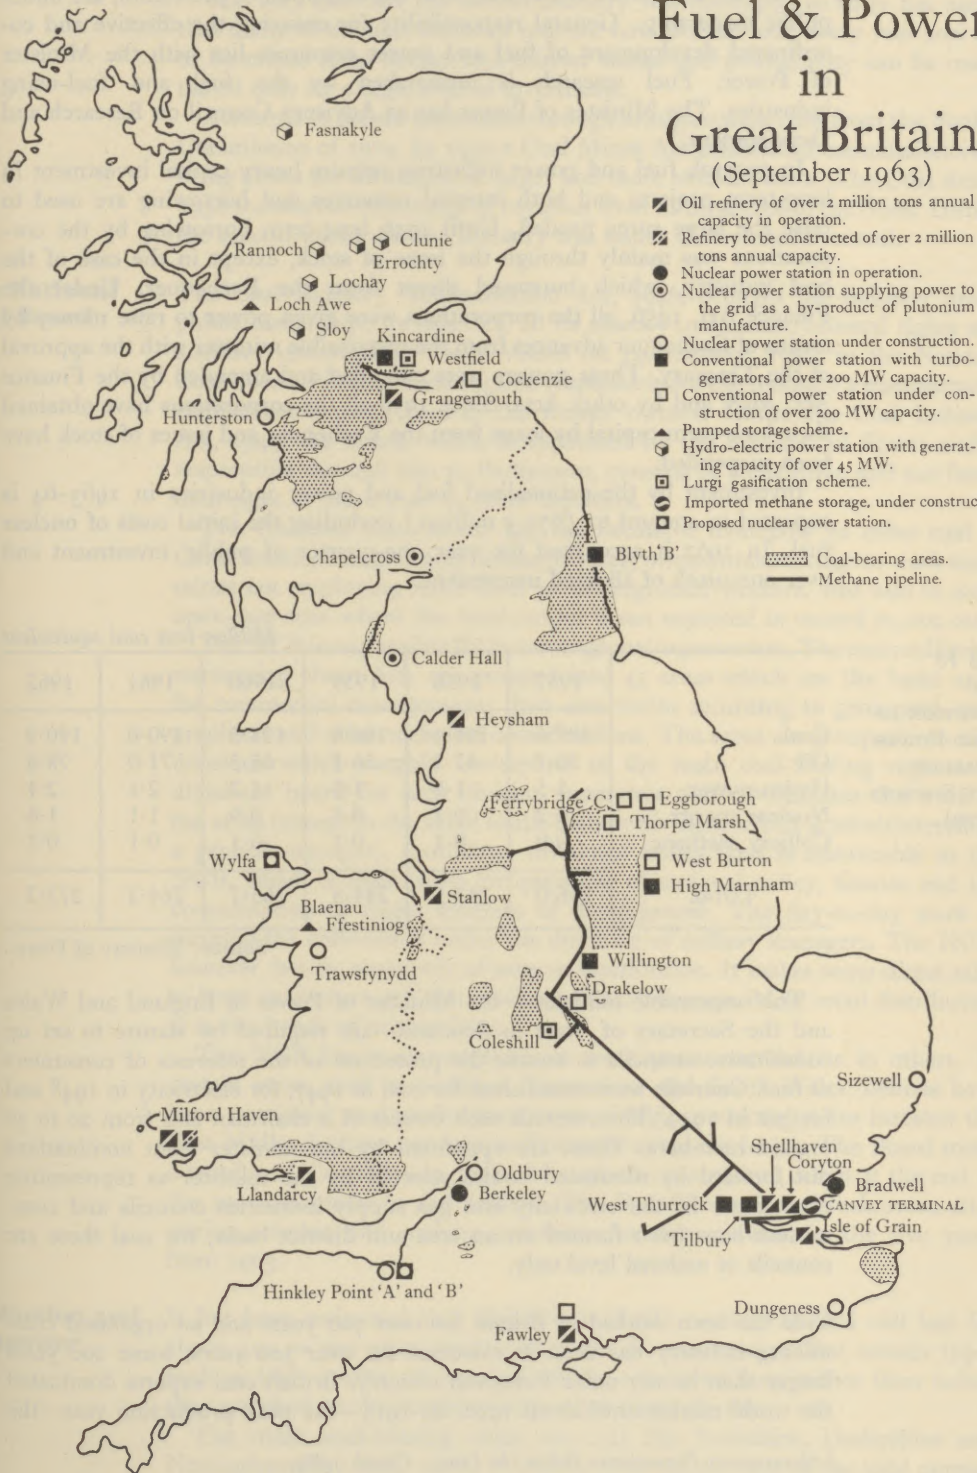 Fuel & Power
in
Great Britain
(September 1963)
Oil refinery of over 2 million tons annual
capacity in operation.
Refinery to be constructed of over 2 million
tons annual capacity.
Nuclear power station in operation.
Nuclear power station supplying power to
the grid as a by-product of plutonium
manufacture.
Nuclear power station under construction.
Conventional power station with turbo-
generators of over 200 MW capacity.
Conventional power station under con-
struction of over 200 MW capacity.
Pumped storage scheme.
Hydro-electric power station with generat-
ing capacity of over 45 MW.
Lurgi gasification scheme.
Imported methane storage, under construc
Proposed nuclear power station.
Coal-bearing areas.
Methane pipeline.
Fasnakyle
Rannoch
Clunie
Errochty
Lochay
Loch Awe
Sloy
Kincardine
Westfield
Cockenzie
Grangemouth
Hunterston
Chapelcross
Blyth 'B'
Calder Hall
Heysham
Ferrybridge 'C'
Eggborough
Thorpe Marsh
Wylfa
West Burton
High Marnham
Stanlow
Blaenau
Ffestiniog
Trawsfynydd
Willington
Drakelow
Coleshill
Sizewell
Milford Haven
Shellhaven
Coryton
Llandarcy
Oldbury
Berkeley
Bradwell
West Thurrock
CANVEY TERMINAL
Tilbury
Isle of Grain
Hinkley Point 'A' and 'B'
Dungeness
Fawley